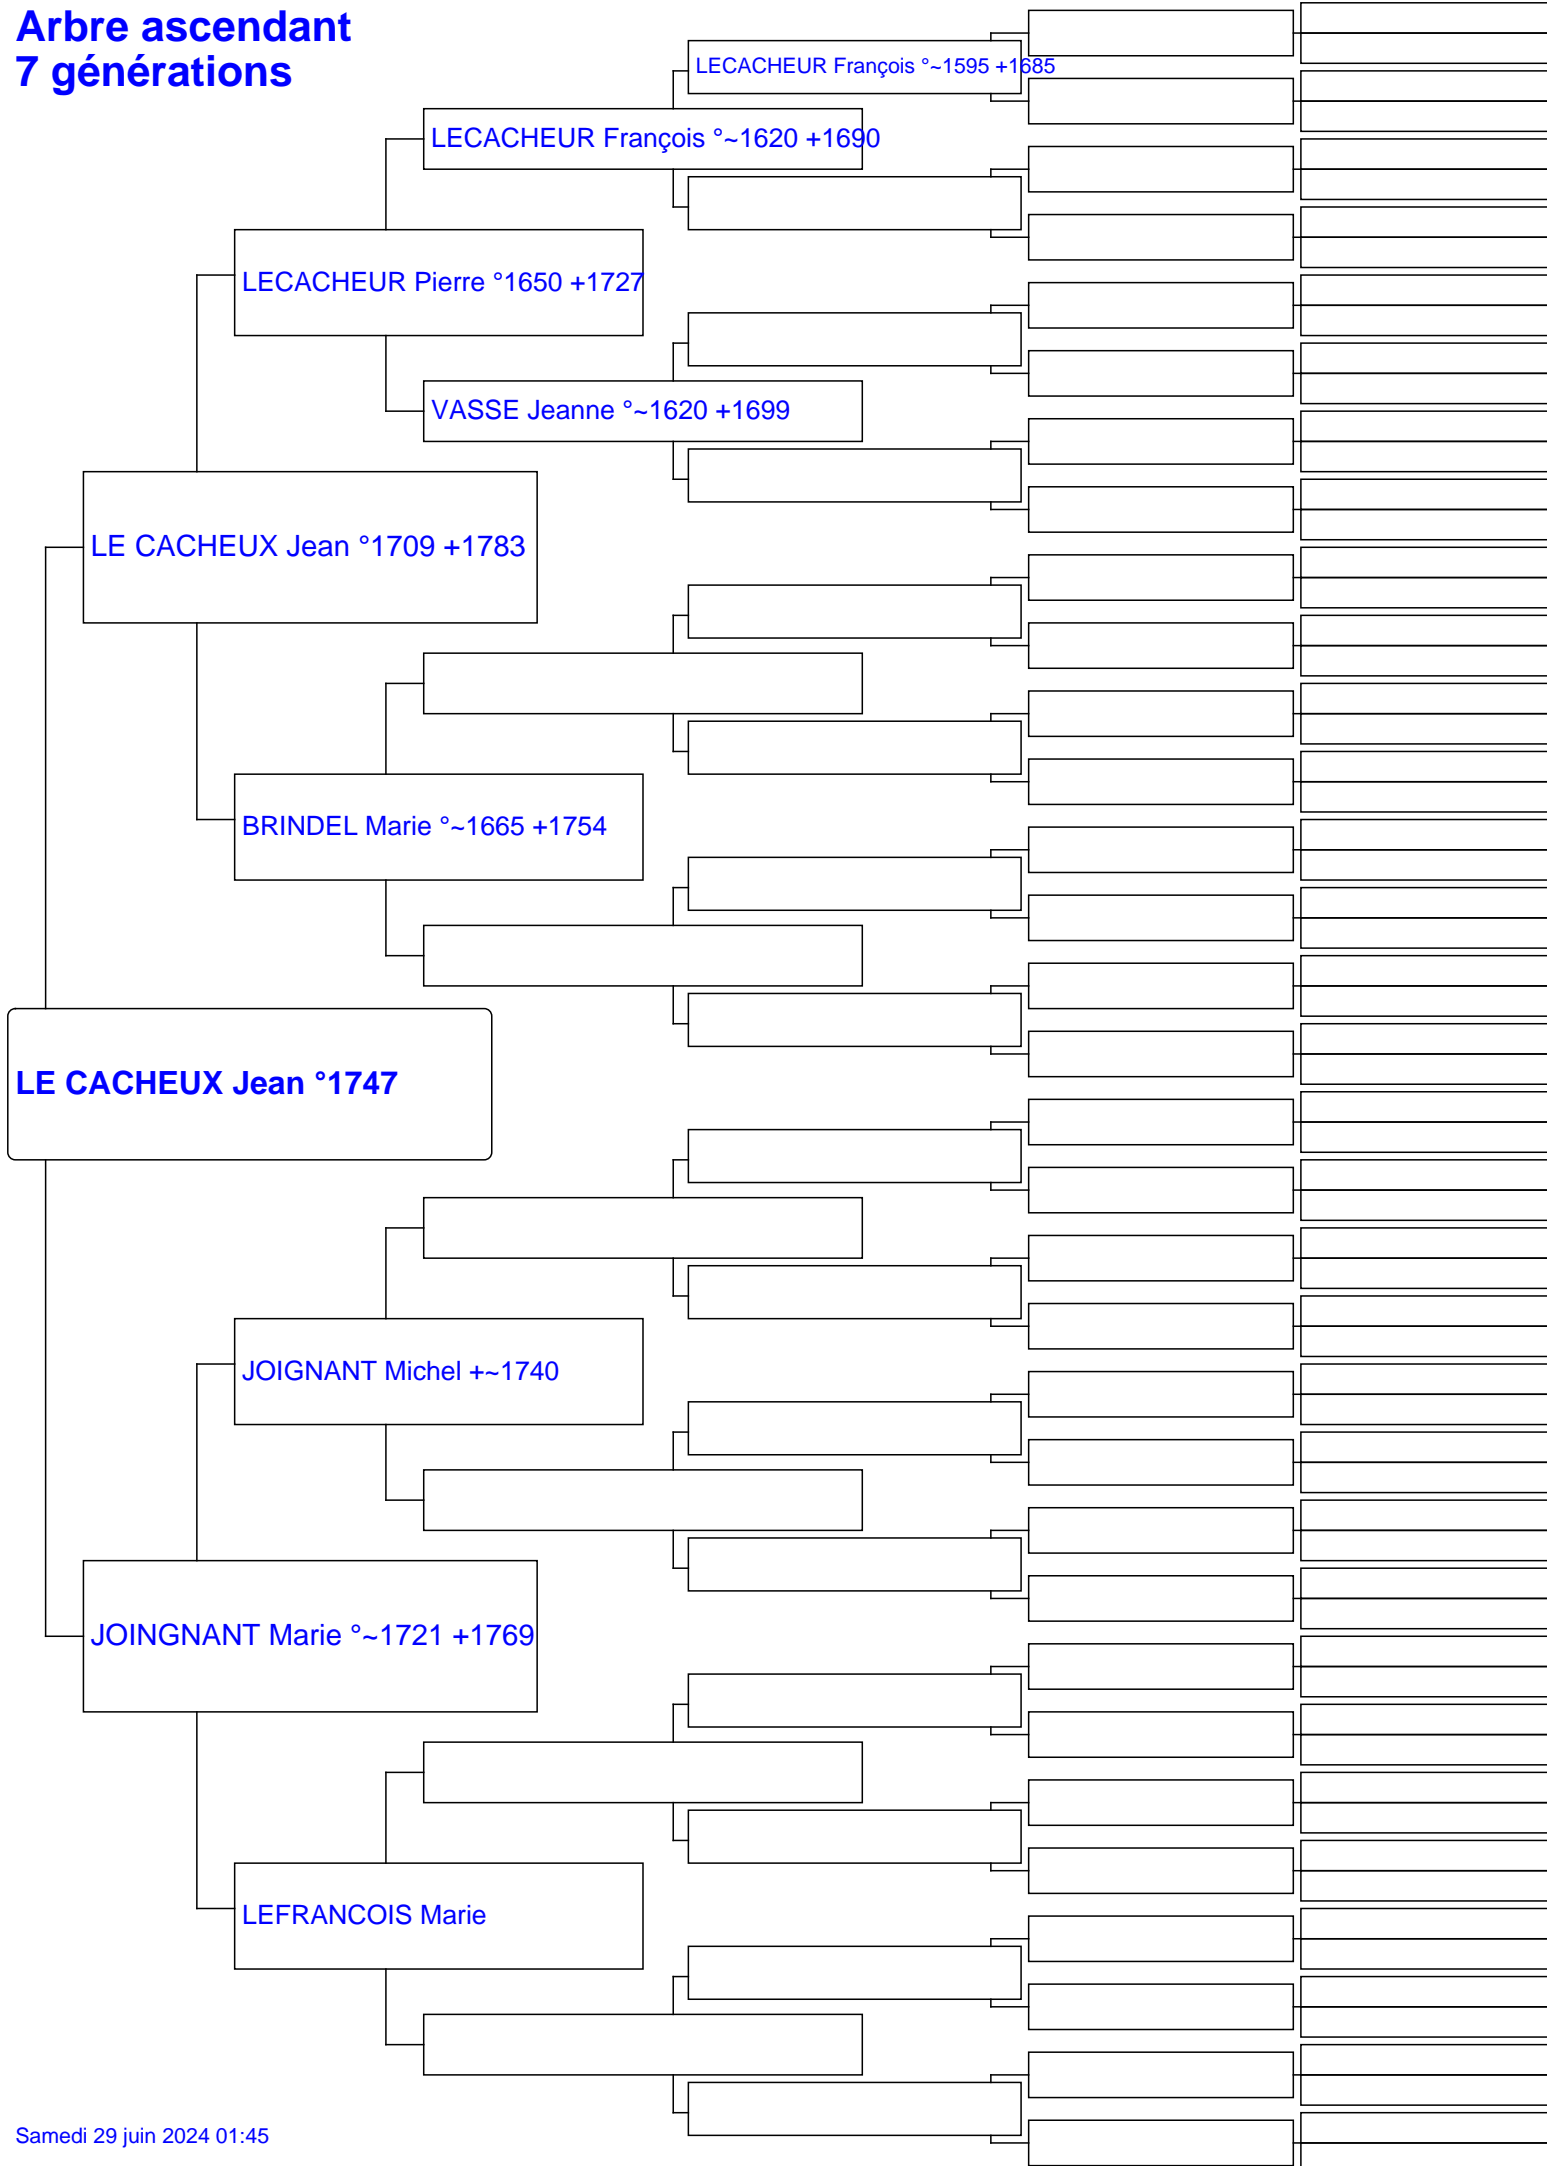 Arbre ascendant
7 générations
LECACHEUR François °~1595 +1685
LECACHEUR François °~1620 +1690
LECACHEUR Pierre °1650 +1727
VASSE Jeanne °~1620 +1699
LE CACHEUX Jean °1709 +1783
BRINDEL Marie °~1665 +1754
LE CACHEUX Jean °1747
JOIGNANT Michel +~1740
JOINGNANT Marie °~1721 +1769
LEFRANCOIS Marie
Samedi 29 juin 2024 01:45